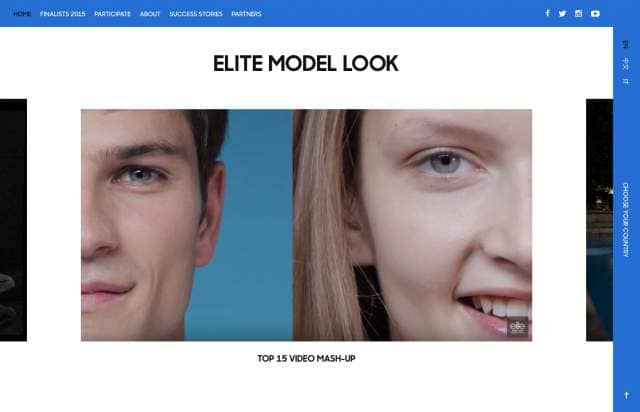 HOME FINALISTS 2015 PARTICIPATE ABOUT SUCCESS STORIES PARTNERS
EN
中文
IT
ELITE MODEL LOOK
CHOOSE YOUR COUNTRY
elite
TOP 15 VIDEO MASH-UP